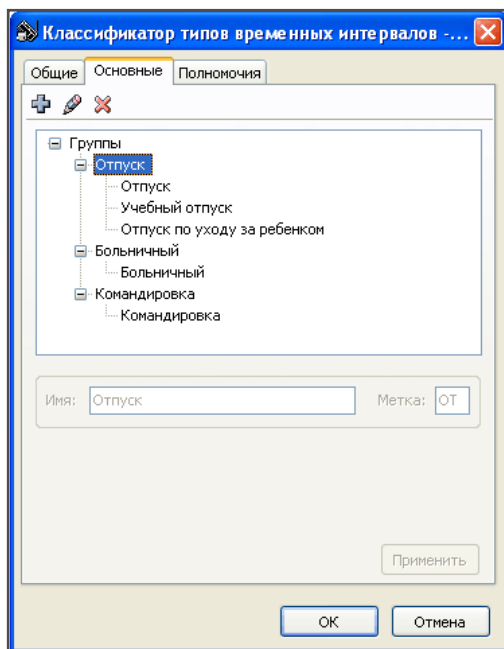 Классификатор типов временных интервалов -...
Общие Основные Полномочия
Группы
Отпуск
Отпуск
Учебный отпуск
Отпуск по уходу за ребенком
Больничный
Больничный
Командировка
Командировка
Имя: Отпуск Метка: ОТ
Применить
ОК Отмена